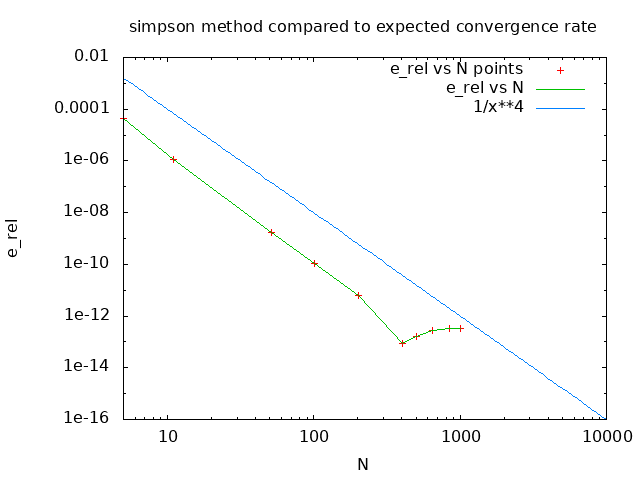 simpson method compared to expected convergence rate
0.01
0.0001
1e-06
1e-08
1e-10
1e-12
1e-14
1e-16
e_rel
e_rel vs N points
e_rel vs N
1/x**4
10
100
1000
10000
N